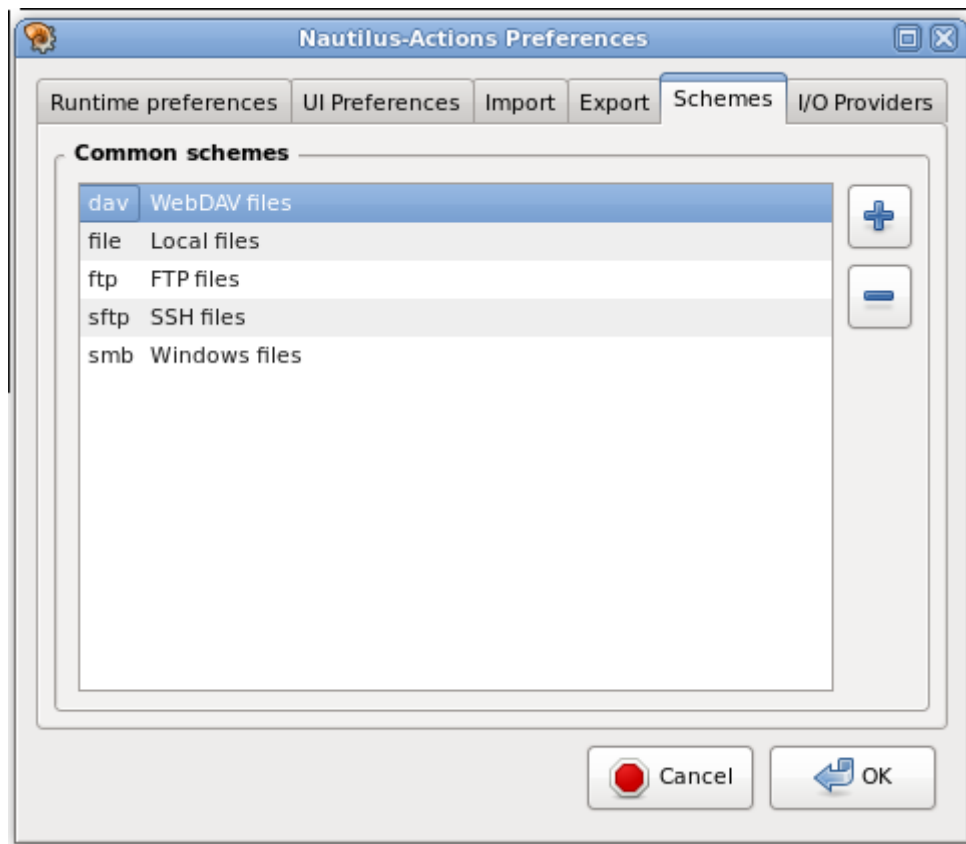 Nautilus-Actions Preferences
Runtime preferences UI Preferences Import Export Schemes I/O Providers
Common schemes
dav WebDAV files
file Local files
ftp FTP files
sftp SSH files
smb Windows files
Cancel OK